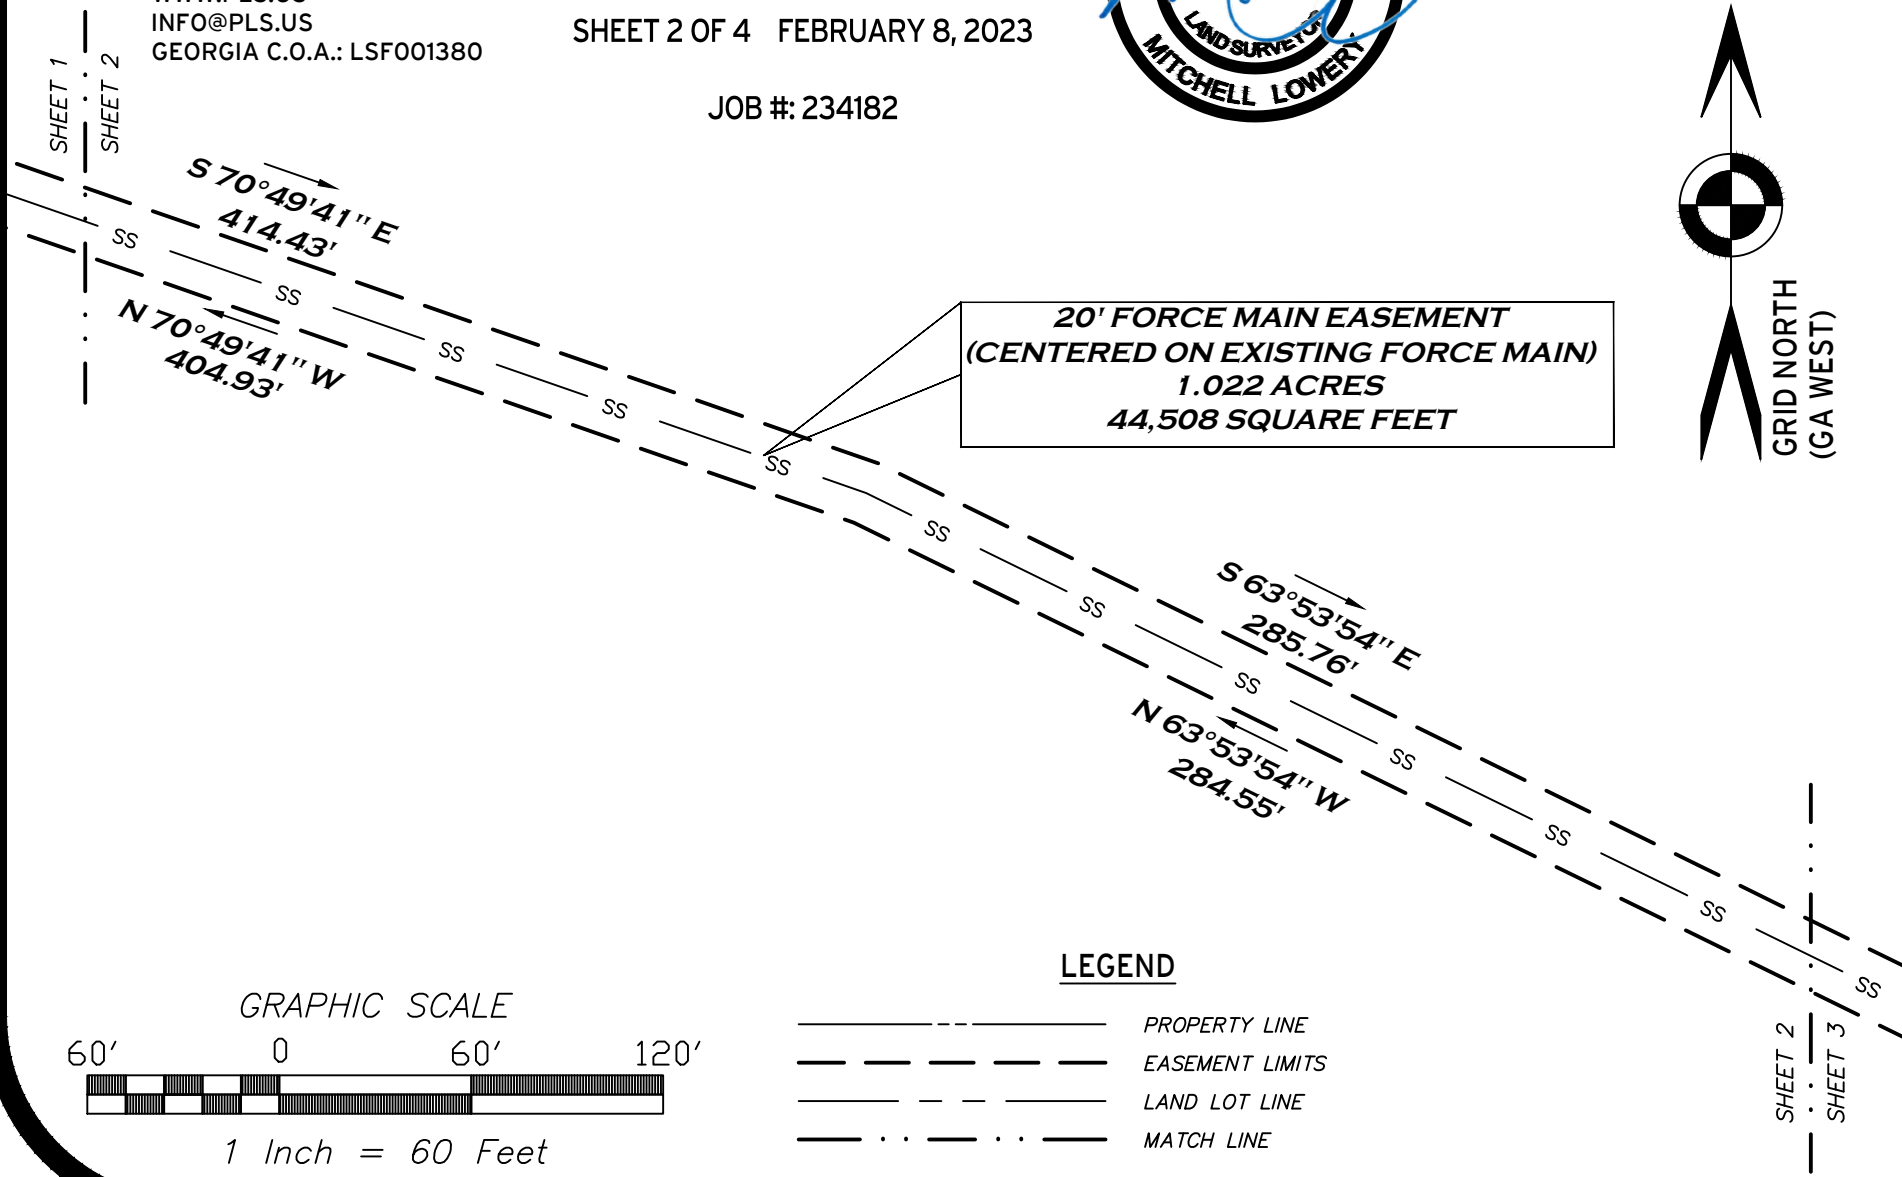 INFO@PLS.US
GEORGIA C.O.A.: LSF001380
SHEET 2 OF 4 FEBRUARY 8, 2023
JOB #: 234182
LAND SURVEYOR
MITCHELL LOWERY
SHEET 1
SHEET 2
S 70°49'41" E
414.43'
SS
SS
SS
SS
SS
SS
SS
SS
SS
SS
SS
SS
N 70°49'41" W
404.93'
20' FORCE MAIN EASEMENT
(CENTERED ON EXISTING FORCE MAIN)
1.022 ACRES
44,508 SQUARE FEET
GRID NORTH
(GA WEST)
S 63°53'54" E
285.76'
N 63°53'54" W
284.55'
SHEET 2
SHEET 3
GRAPHIC SCALE
60' 0 60' 120'
1 Inch = 60 Feet
LEGEND
PROPERTY LINE
EASEMENT LIMITS
LAND LOT LINE
MATCH LINE